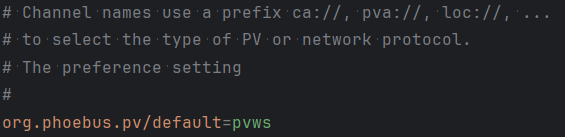 # Channel names use a prefix ca://, pva://, loc://, ...
# to select the type of PV or network protocol.
# The preference setting
#
org.phoebus.pv/default=pvws